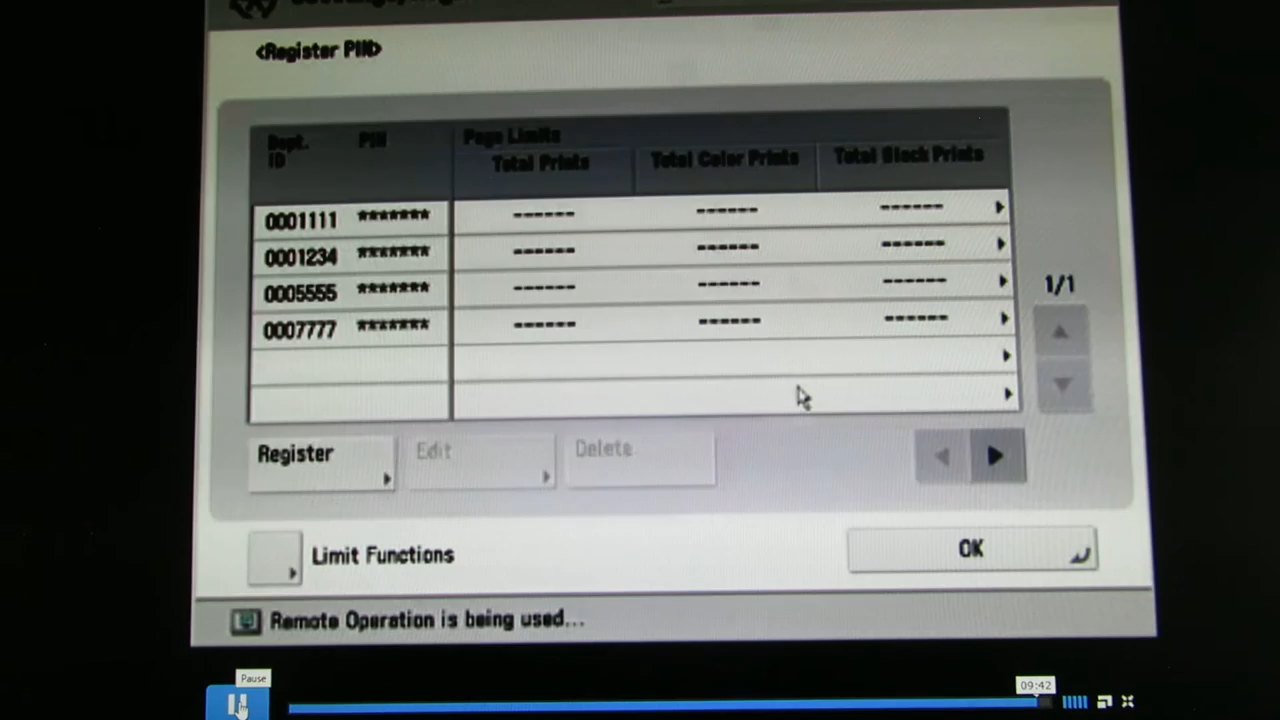 <Register PIN>
Dept. ID
PIN
Page Limits
Total Prints
Total Color Prints
Total Black Prints
0001111 ******* ------ ------ ------
0001234 ******* ------ ------ ------
0005555 ******* ------ ------ ------
0007777 ******* ------ ------ ------
1/1
Register
Edit
Delete
Limit Functions
OK
Remote Operation is being used...
Pause
09:42